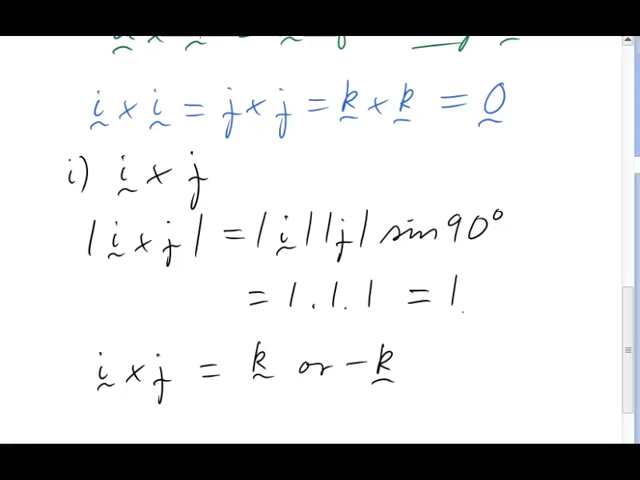 i × i = j × j = k × k = 0
i) i × j
|i × j| = |i||j| sin 90°
= 1 . 1 . 1 = 1.
i × j = k or -k